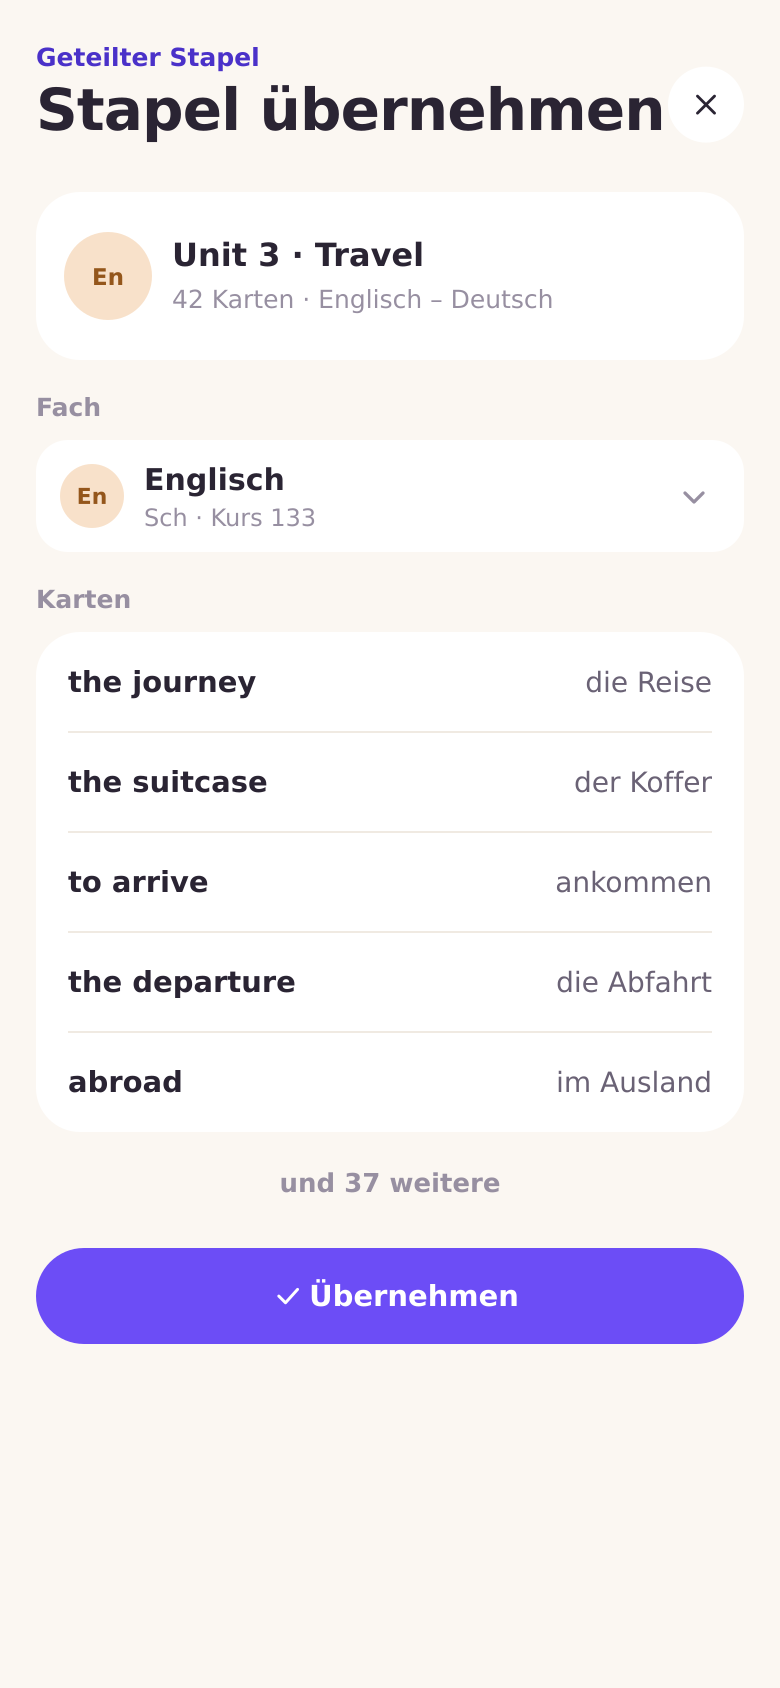 Geteilter Stapel
Stapel übernehmen
En
Unit 3 · Travel
42 Karten · Englisch – Deutsch
Fach
En
Englisch
Sch · Kurs 133
Karten
the journey die Reise
the suitcase der Koffer
to arrive ankommen
the departure die Abfahrt
abroad im Ausland
und 37 weitere
Übernehmen